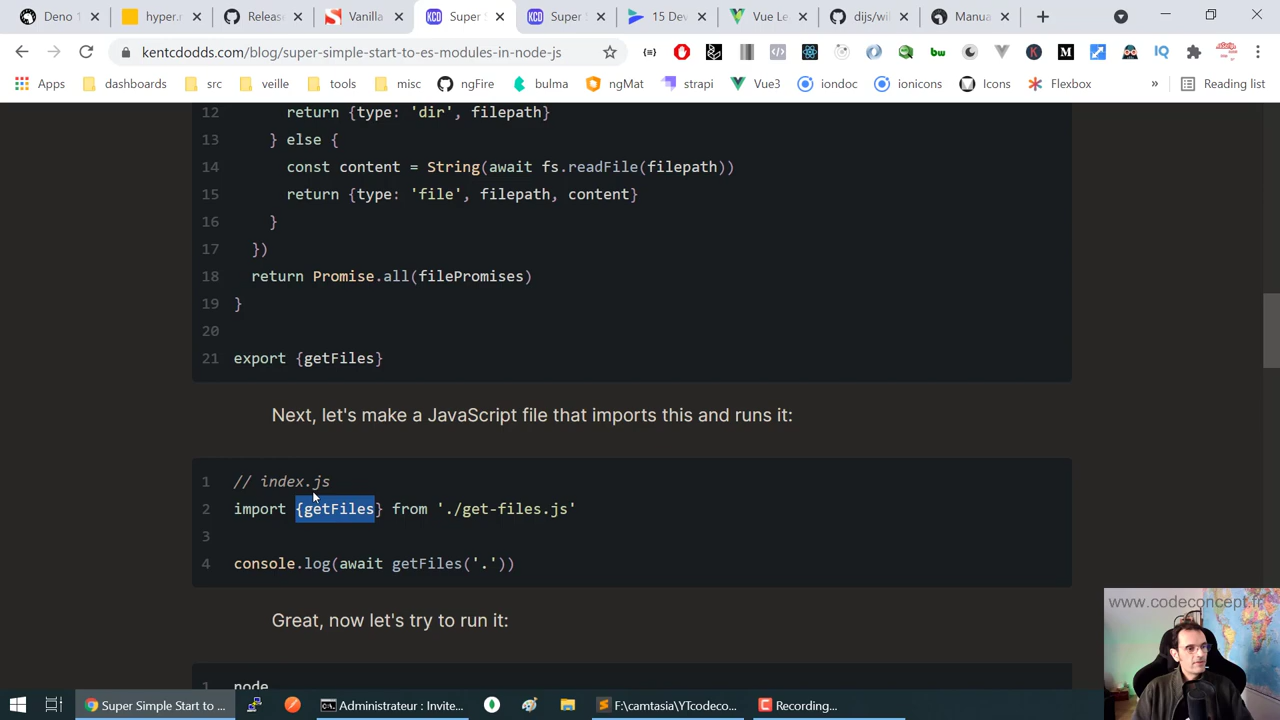 Deno 1
hyper.r
Release
Vanilla
Super S
Super S
15 Dev
Vue Le
dijs/wil
Manua
kentcdodds.com/blog/super-simple-start-to-es-modules-in-node-js
Apps
dashboards
src
veille
tools
misc
ngFire
bulma
ngMat
strapi
Vue3
iondoc
ionicons
Icons
Flexbox
»
Reading list
12 return {type: 'dir', filepath}
13 } else {
14 const content = String(await fs.readFile(filepath))
15 return {type: 'file', filepath, content}
16 }
17 })
18 return Promise.all(filePromises)
19 }
20
21 export {getFiles}
Next, let's make a JavaScript file that imports this and runs it:
1 // index.js
2 import {getFiles} from './get-files.js'
3
4 console.log(await getFiles('.'))
Great, now let's try to run it:
1 node
www.codeconcept.fr
Super Simple Start to ...
Administrateur : Invite...
F:\camtasia\YTcodeco...
Recording...